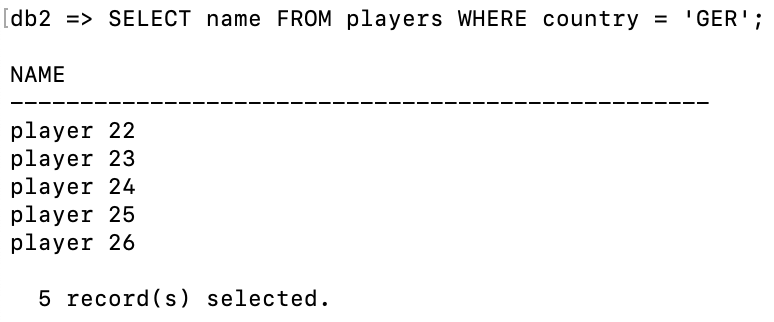 [db2 => SELECT name FROM players WHERE country = 'GER';
NAME
--------------------------------------------------
player 22
player 23
player 24
player 25
player 26
5 record(s) selected.